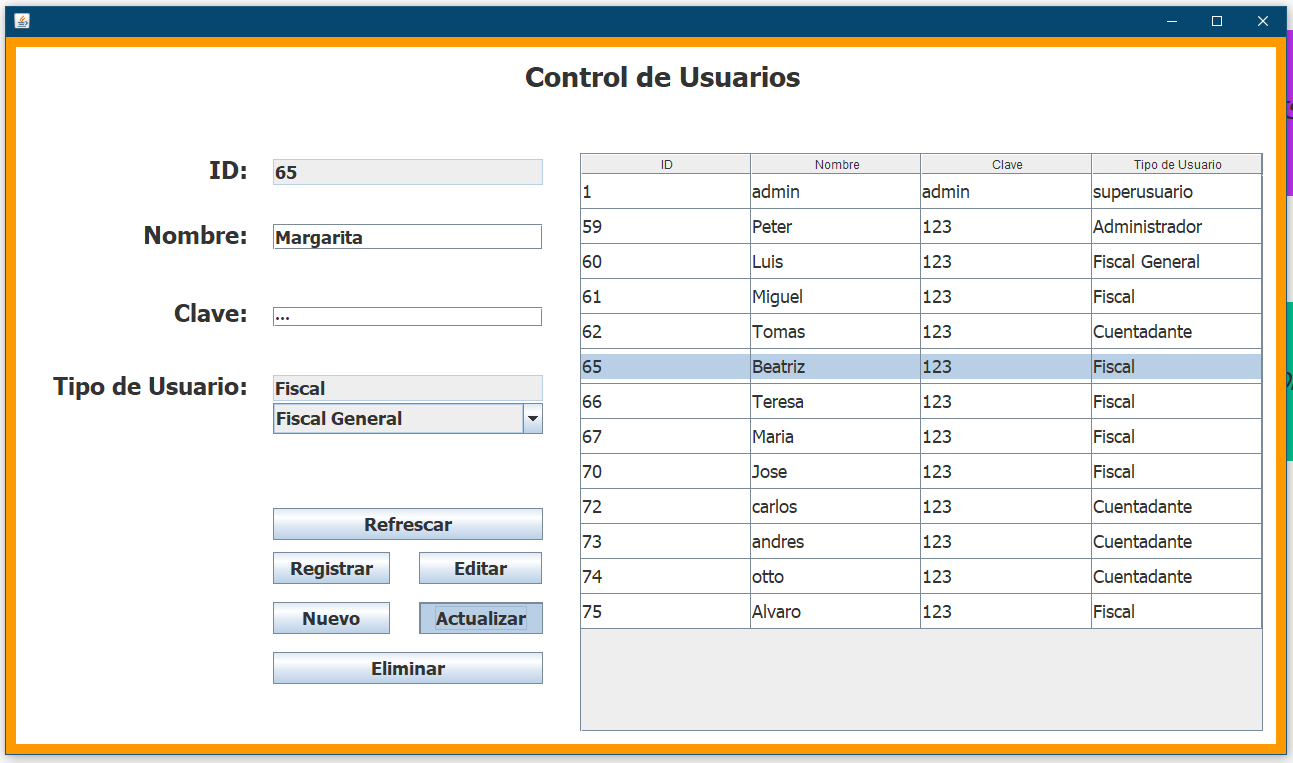 Control de Usuarios
ID: 65
Nombre: Margarita
Clave: ...
Tipo de Usuario: Fiscal
Fiscal General
Refrescar
Registrar Editar
Nuevo Actualizar
Eliminar
ID Nombre Clave Tipo de Usuario
1 admin admin superusuario
59 Peter 123 Administrador
60 Luis 123 Fiscal General
61 Miguel 123 Fiscal
62 Tomas 123 Cuentadante
65 Beatriz 123 Fiscal
66 Teresa 123 Fiscal
67 Maria 123 Fiscal
70 Jose 123 Fiscal
72 carlos 123 Cuentadante
73 andres 123 Cuentadante
74 otto 123 Cuentadante
75 Alvaro 123 Fiscal